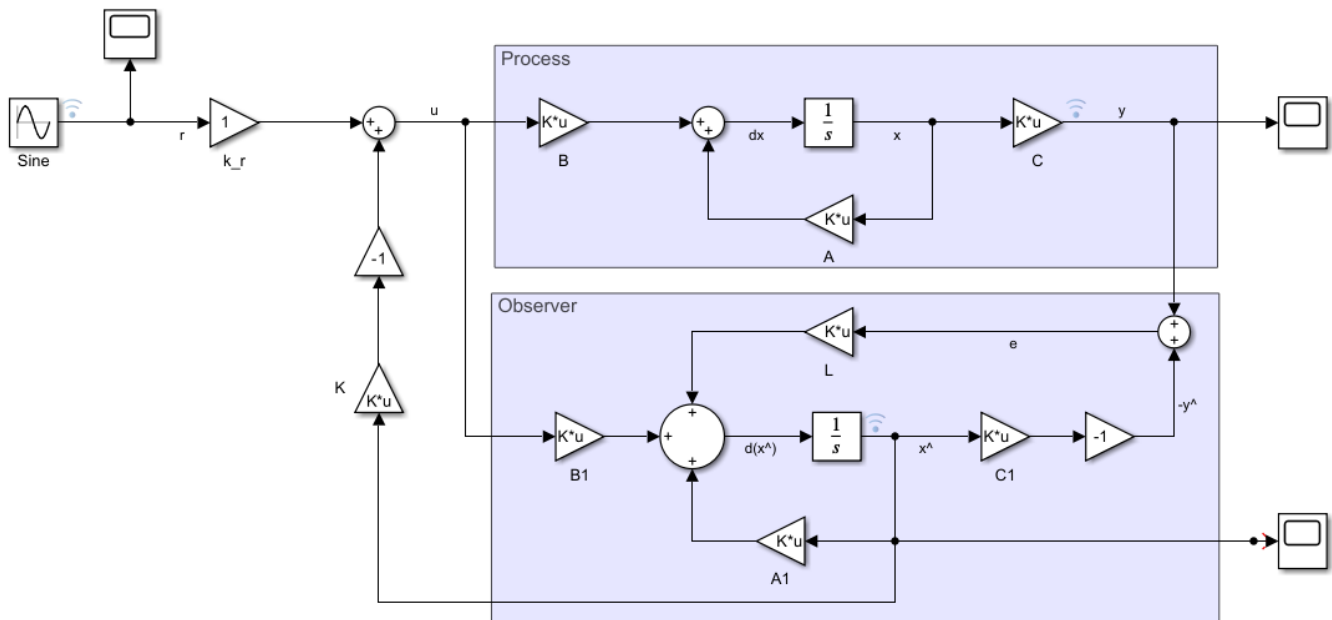 Process
Sine
r
1
k_r
+
+
u
K*u
B
+
+
dx
1
s
x
K*u
C
y
K*u
A
-1
K
K*u
Observer
K*u
L
e
+
+
K*u
B1
+
+
+
d(x^)
1
s
x^
K*u
C1
-1
-y^
K*u
A1